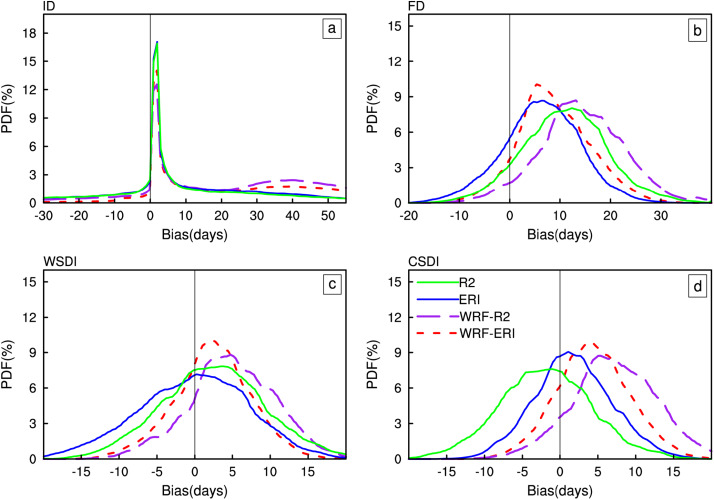 ID
FD
18
15
12
9
6
3
0
PDF(%)
a
-30
-20
-10
0
10
20
30
40
50
Bias(days)
15
12
9
6
3
0
PDF(%)
b
-20
-10
0
10
20
30
Bias(days)
WSDI
CSDI
15
12
9
6
3
0
PDF(%)
c
-15
-10
-5
0
5
10
15
Bias(days)
15
12
9
6
3
0
PDF(%)
R2
ERI
WRF-R2
WRF-ERI
d
-15
-10
-5
0
5
10
15
Bias(days)